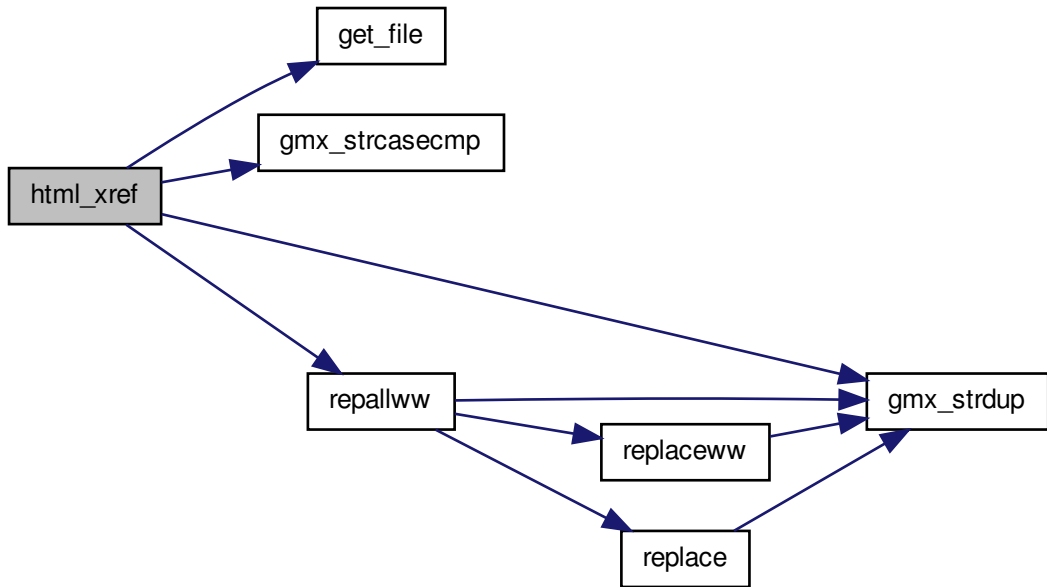 get_file
gmx_strcasecmp
html_xref
repallww
gmx_strdup
replaceww
replace